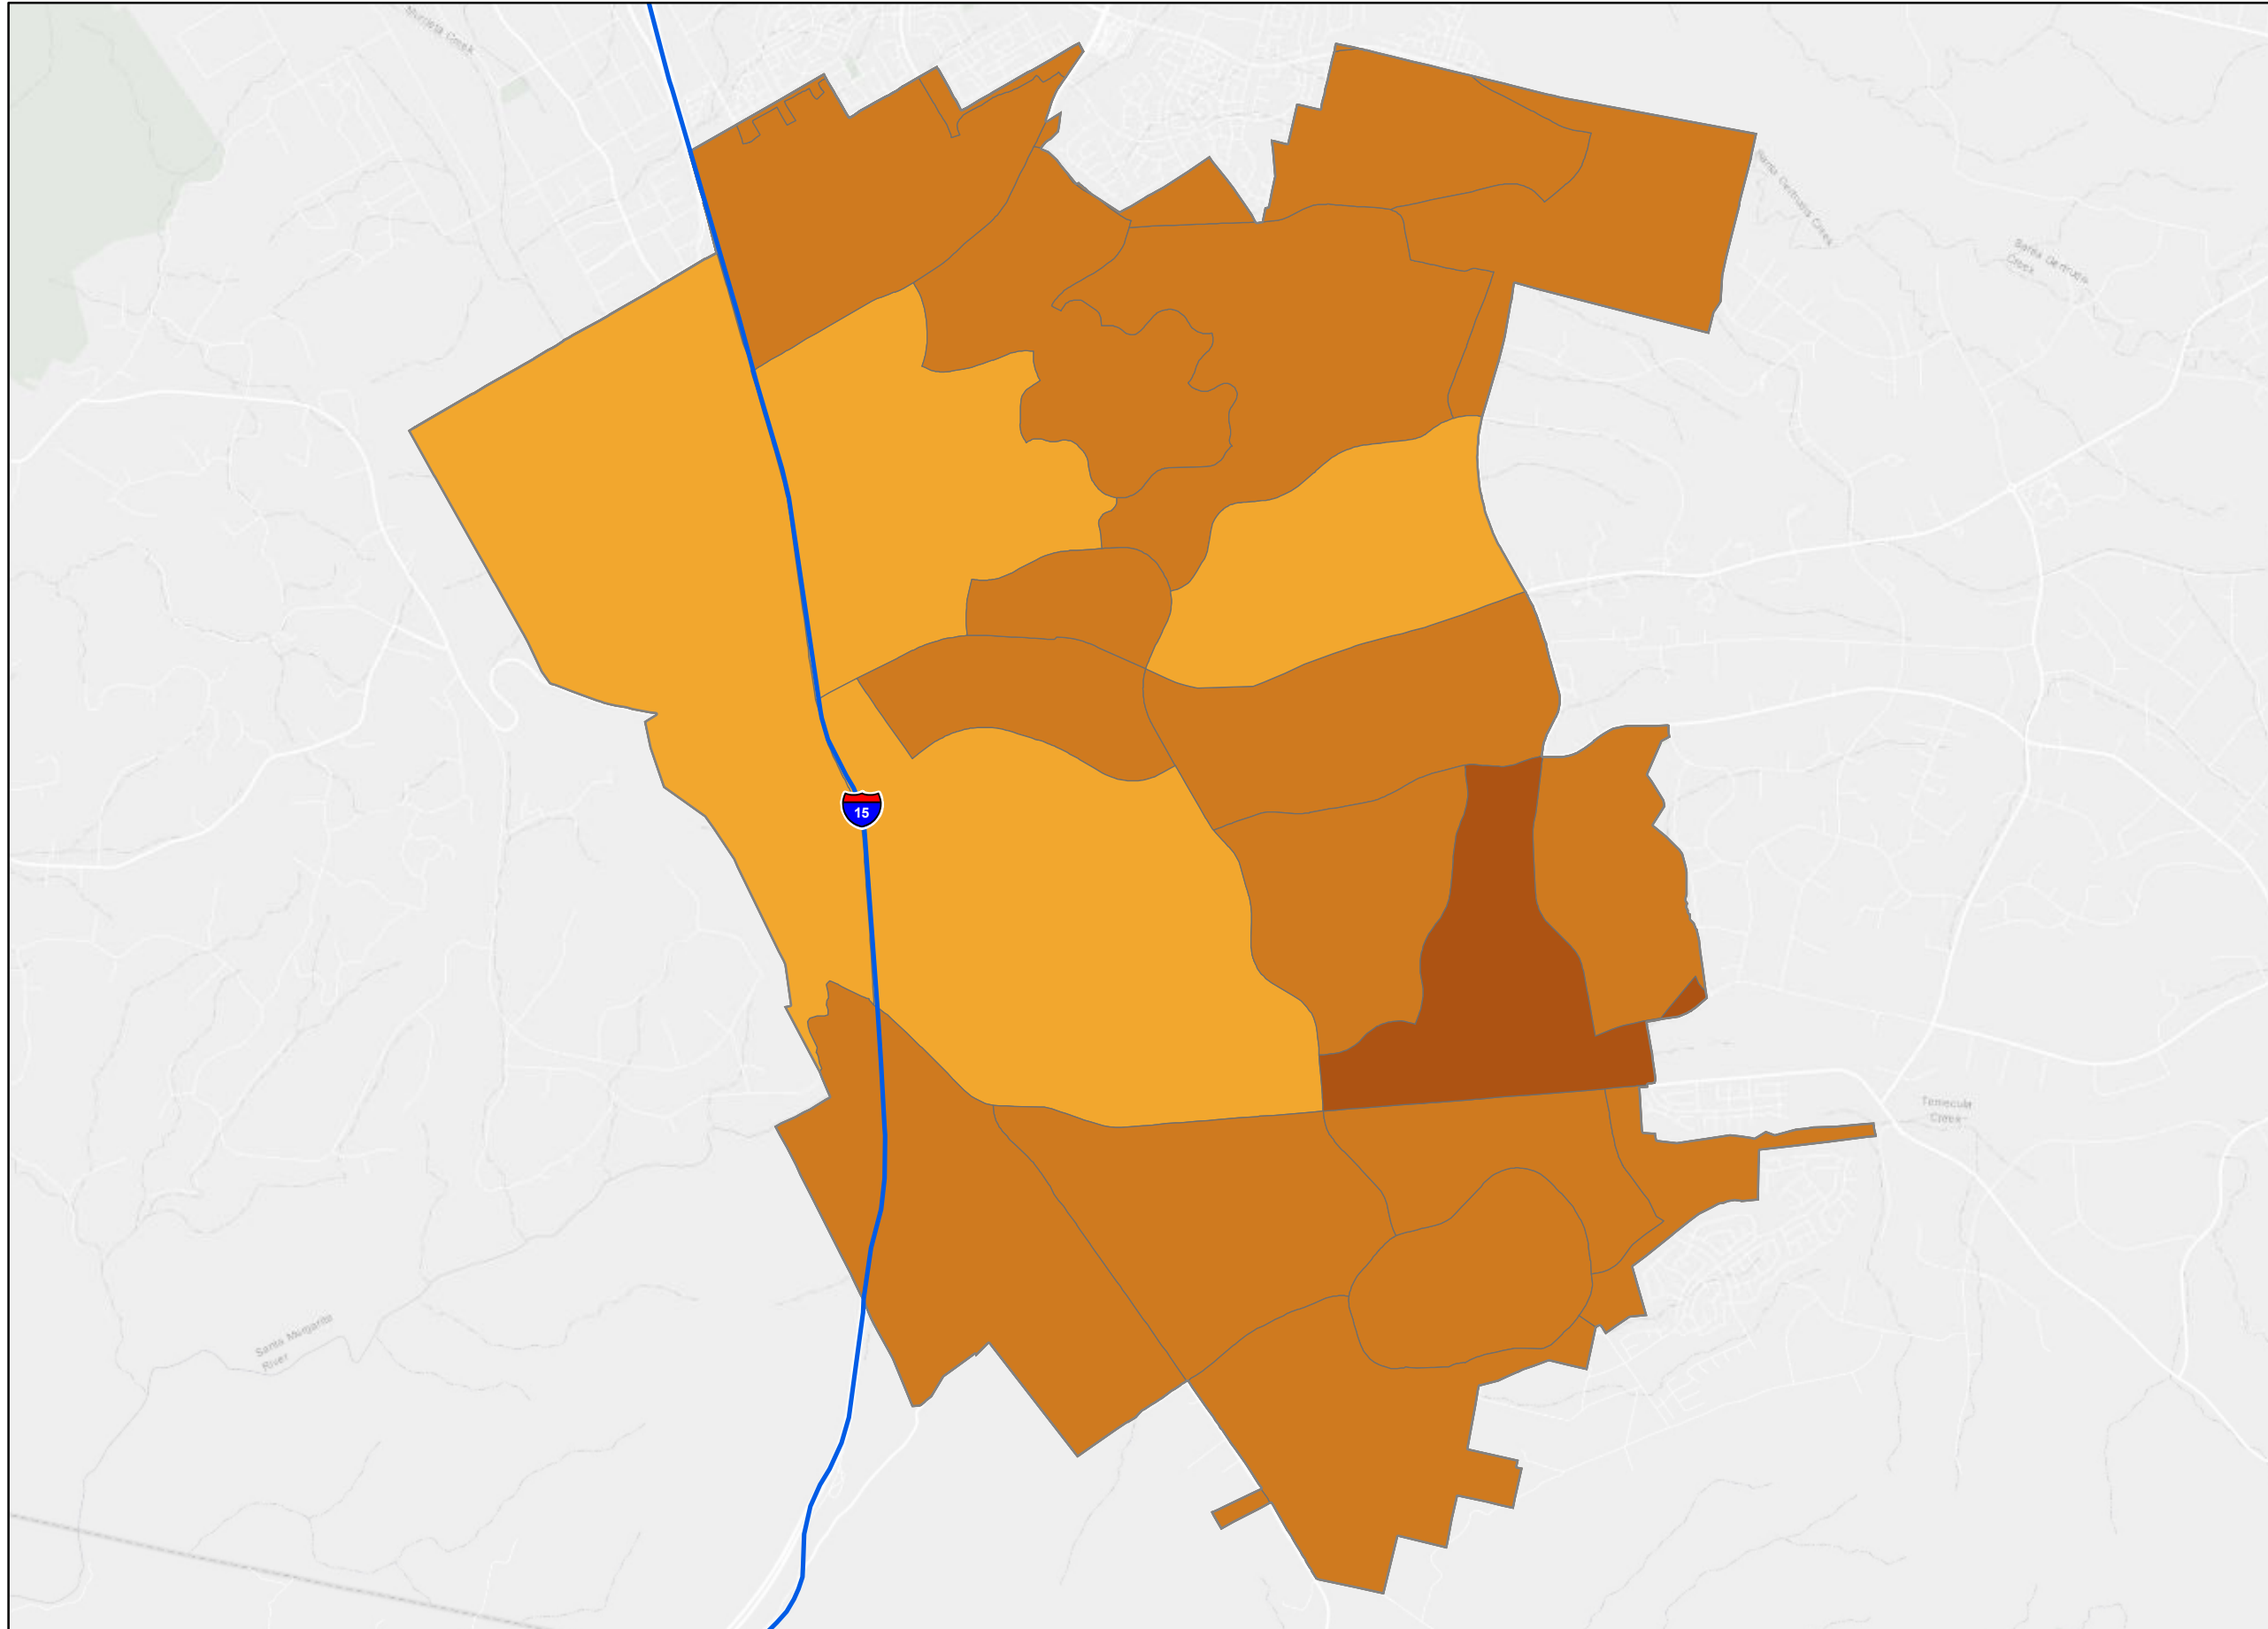 Murrieta Creek
Santa Gertrudis Creek
Santa Gertrudis
Creek
15
Temecula
Creek
Santa Margarita
River